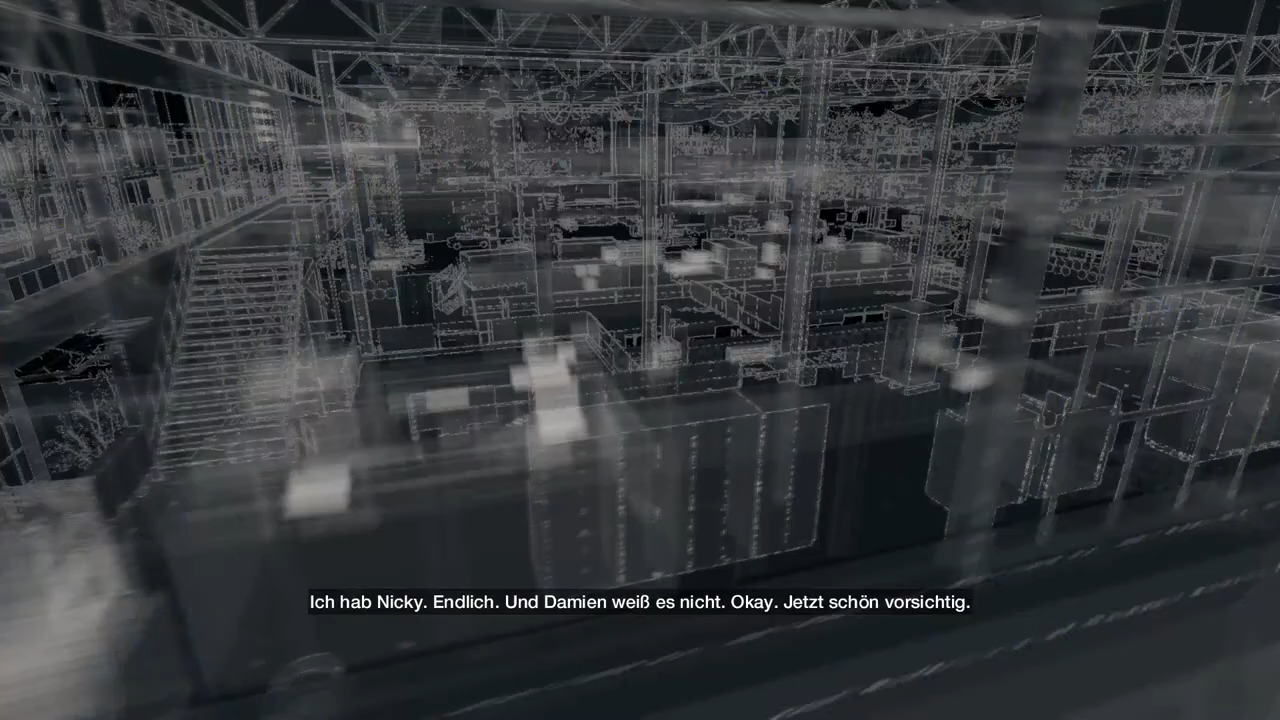 Ich hab Nicky. Endlich. Und Damien weiß es nicht. Okay. Jetzt schön vorsichtig.